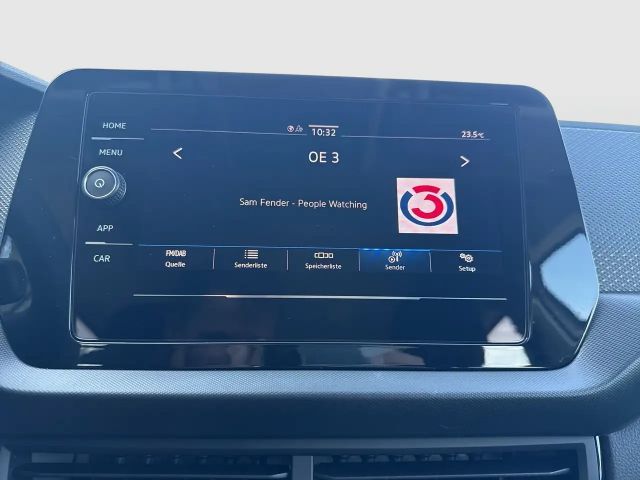 HOME
MENU
APP
CAR
10:32
23.5°C
< OE 3 >
Sam Fender - People Watching
3
FM/DAB
Quelle
Senderliste
Speicherliste
Sender
Setup